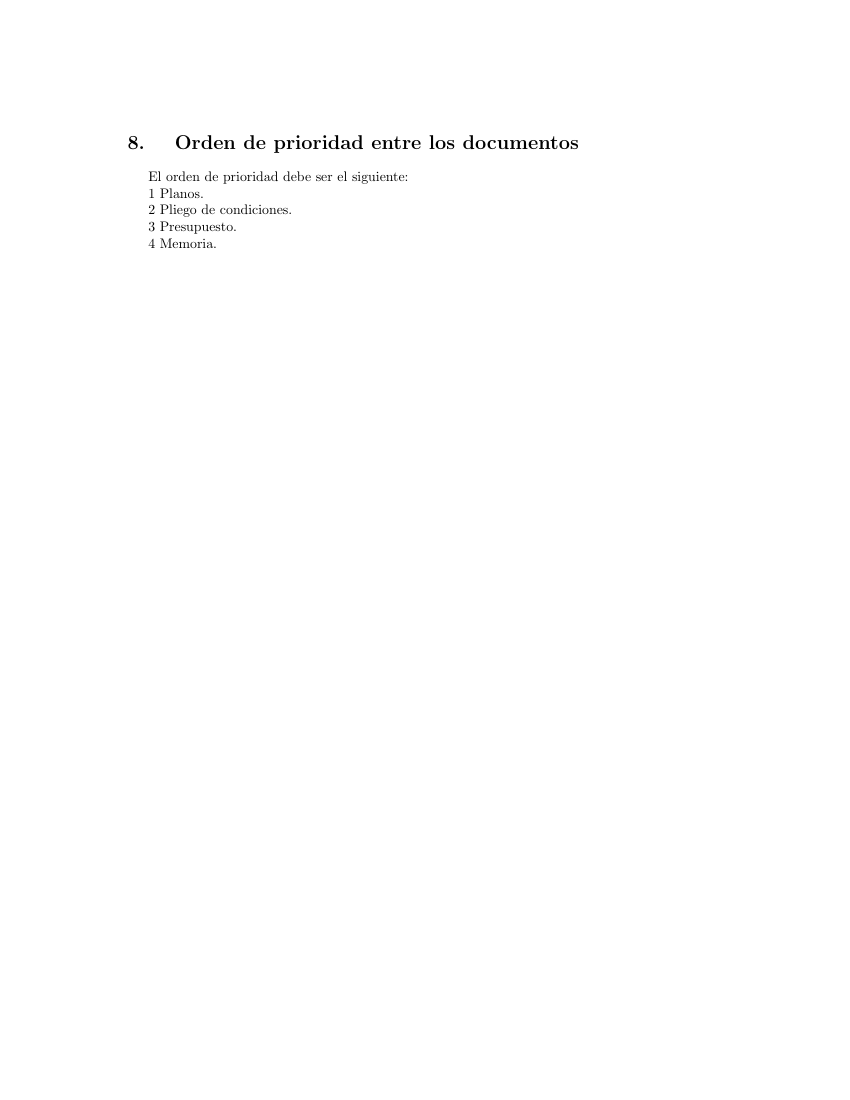 8. Orden de prioridad entre los documentos
El orden de prioridad debe ser el siguiente:
1 Planos.
2 Pliego de condiciones.
3 Presupuesto.
4 Memoria.